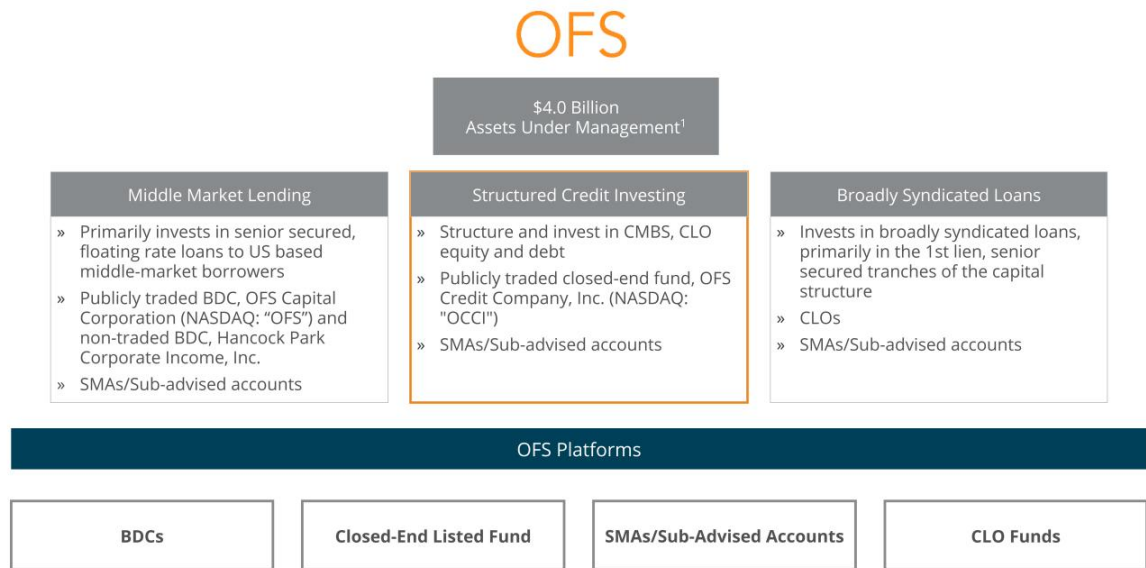 OFS
$4.0 Billion
Assets Under Management¹
Middle Market Lending
» Primarily invests in senior secured,
floating rate loans to US based
middle-market borrowers
» Publicly traded BDC, OFS Capital
Corporation (NASDAQ: “OFS”) and
non-traded BDC, Hancock Park
Corporate Income, Inc.
» SMAs/Sub-advised accounts
Structured Credit Investing
» Structure and invest in CMBS, CLO
equity and debt
» Publicly traded closed-end fund, OFS
Credit Company, Inc. (NASDAQ:
"OCCI")
» SMAs/Sub-advised accounts
Broadly Syndicated Loans
» Invests in broadly syndicated loans,
primarily in the 1st lien, senior
secured tranches of the capital
structure
» CLOs
» SMAs/Sub-advised accounts
OFS Platforms
BDCs
Closed-End Listed Fund
SMAs/Sub-Advised Accounts
CLO Funds